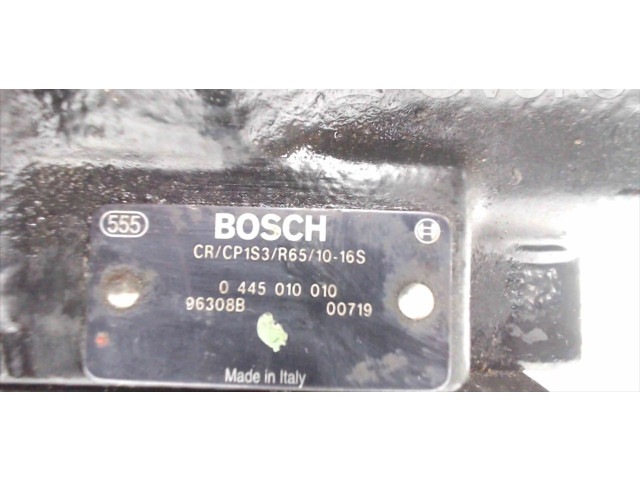 555 BOSCH
CR/CP1S3/R65/10-16S
0 445 010 010
96308B 00719
Made in Italy